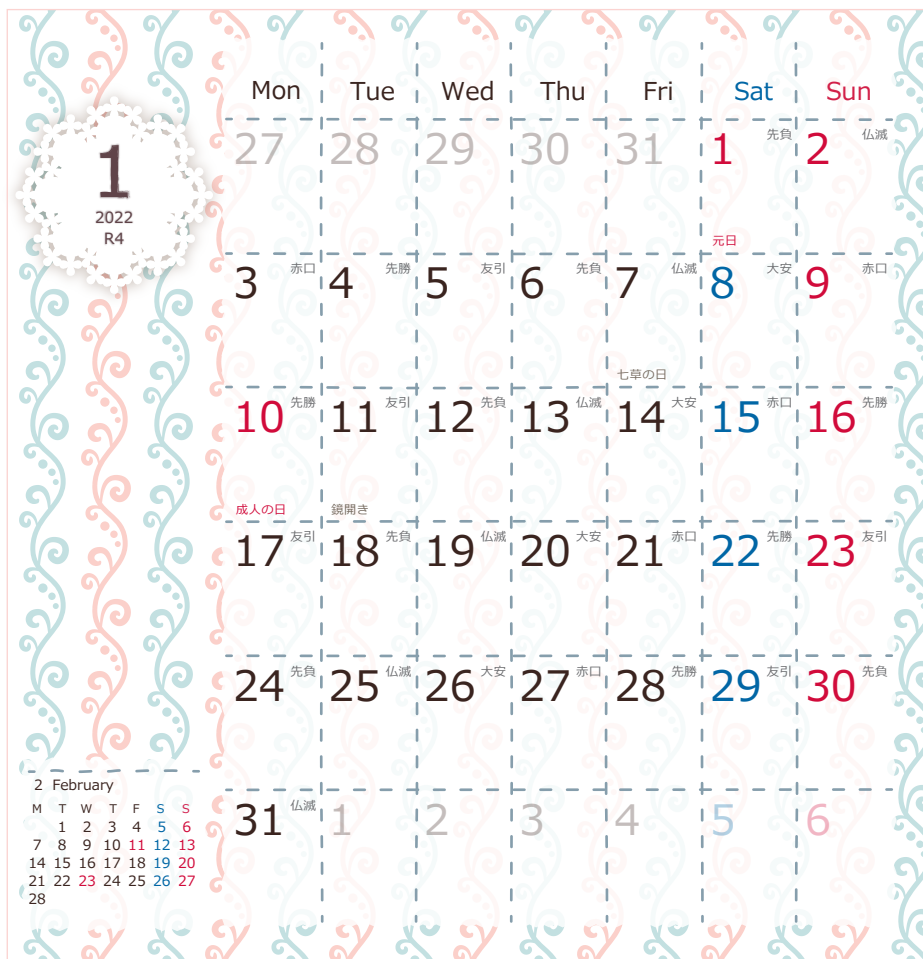 1
2022
R4
Mon Tue Wed Thu Fri Sat Sun
27 28 29 30 31 1 先負 2 仏滅
元日
3 赤口 4 先勝 5 友引 6 先負 7 仏滅 8 大安 9 赤口
七草の日
10 先勝 11 友引 12 先負 13 仏滅 14 大安 15 赤口 16 先勝
成人の日 鏡開き
17 友引 18 先負 19 仏滅 20 大安 21 赤口 22 先勝 23 友引
24 先負 25 仏滅 26 大安 27 赤口 28 先勝 29 友引 30 先負
31 仏滅 1 2 3 4 5 6
2 February
M T W T F S S
1 2 3 4 5 6
7 8 9 10 11 12 13
14 15 16 17 18 19 20
21 22 23 24 25 26 27
28